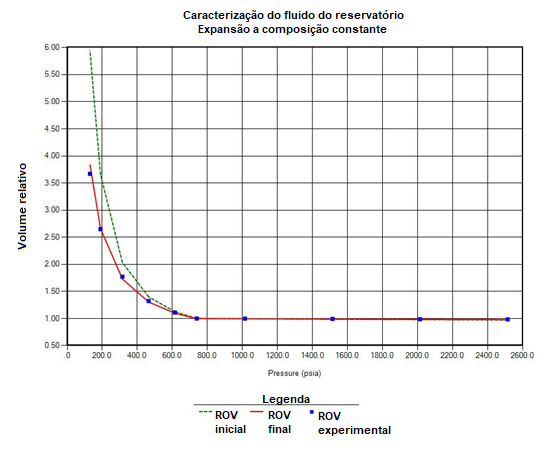 Caracterização do fluido do reservatório
Expansão a composição constante
Volume relativo
6.00
5.50
5.00
4.50
4.00
3.50
3.00
2.50
2.00
1.50
1.00
0.50
.0 200.0 400.0 600.0 800.0 1000.0 1200.0 1400.0 1600.0 1800.0 2000.0 2200.0 2400.0 2600.0
Pressure (psia)
Legenda
ROV inicial
ROV final
ROV experimental